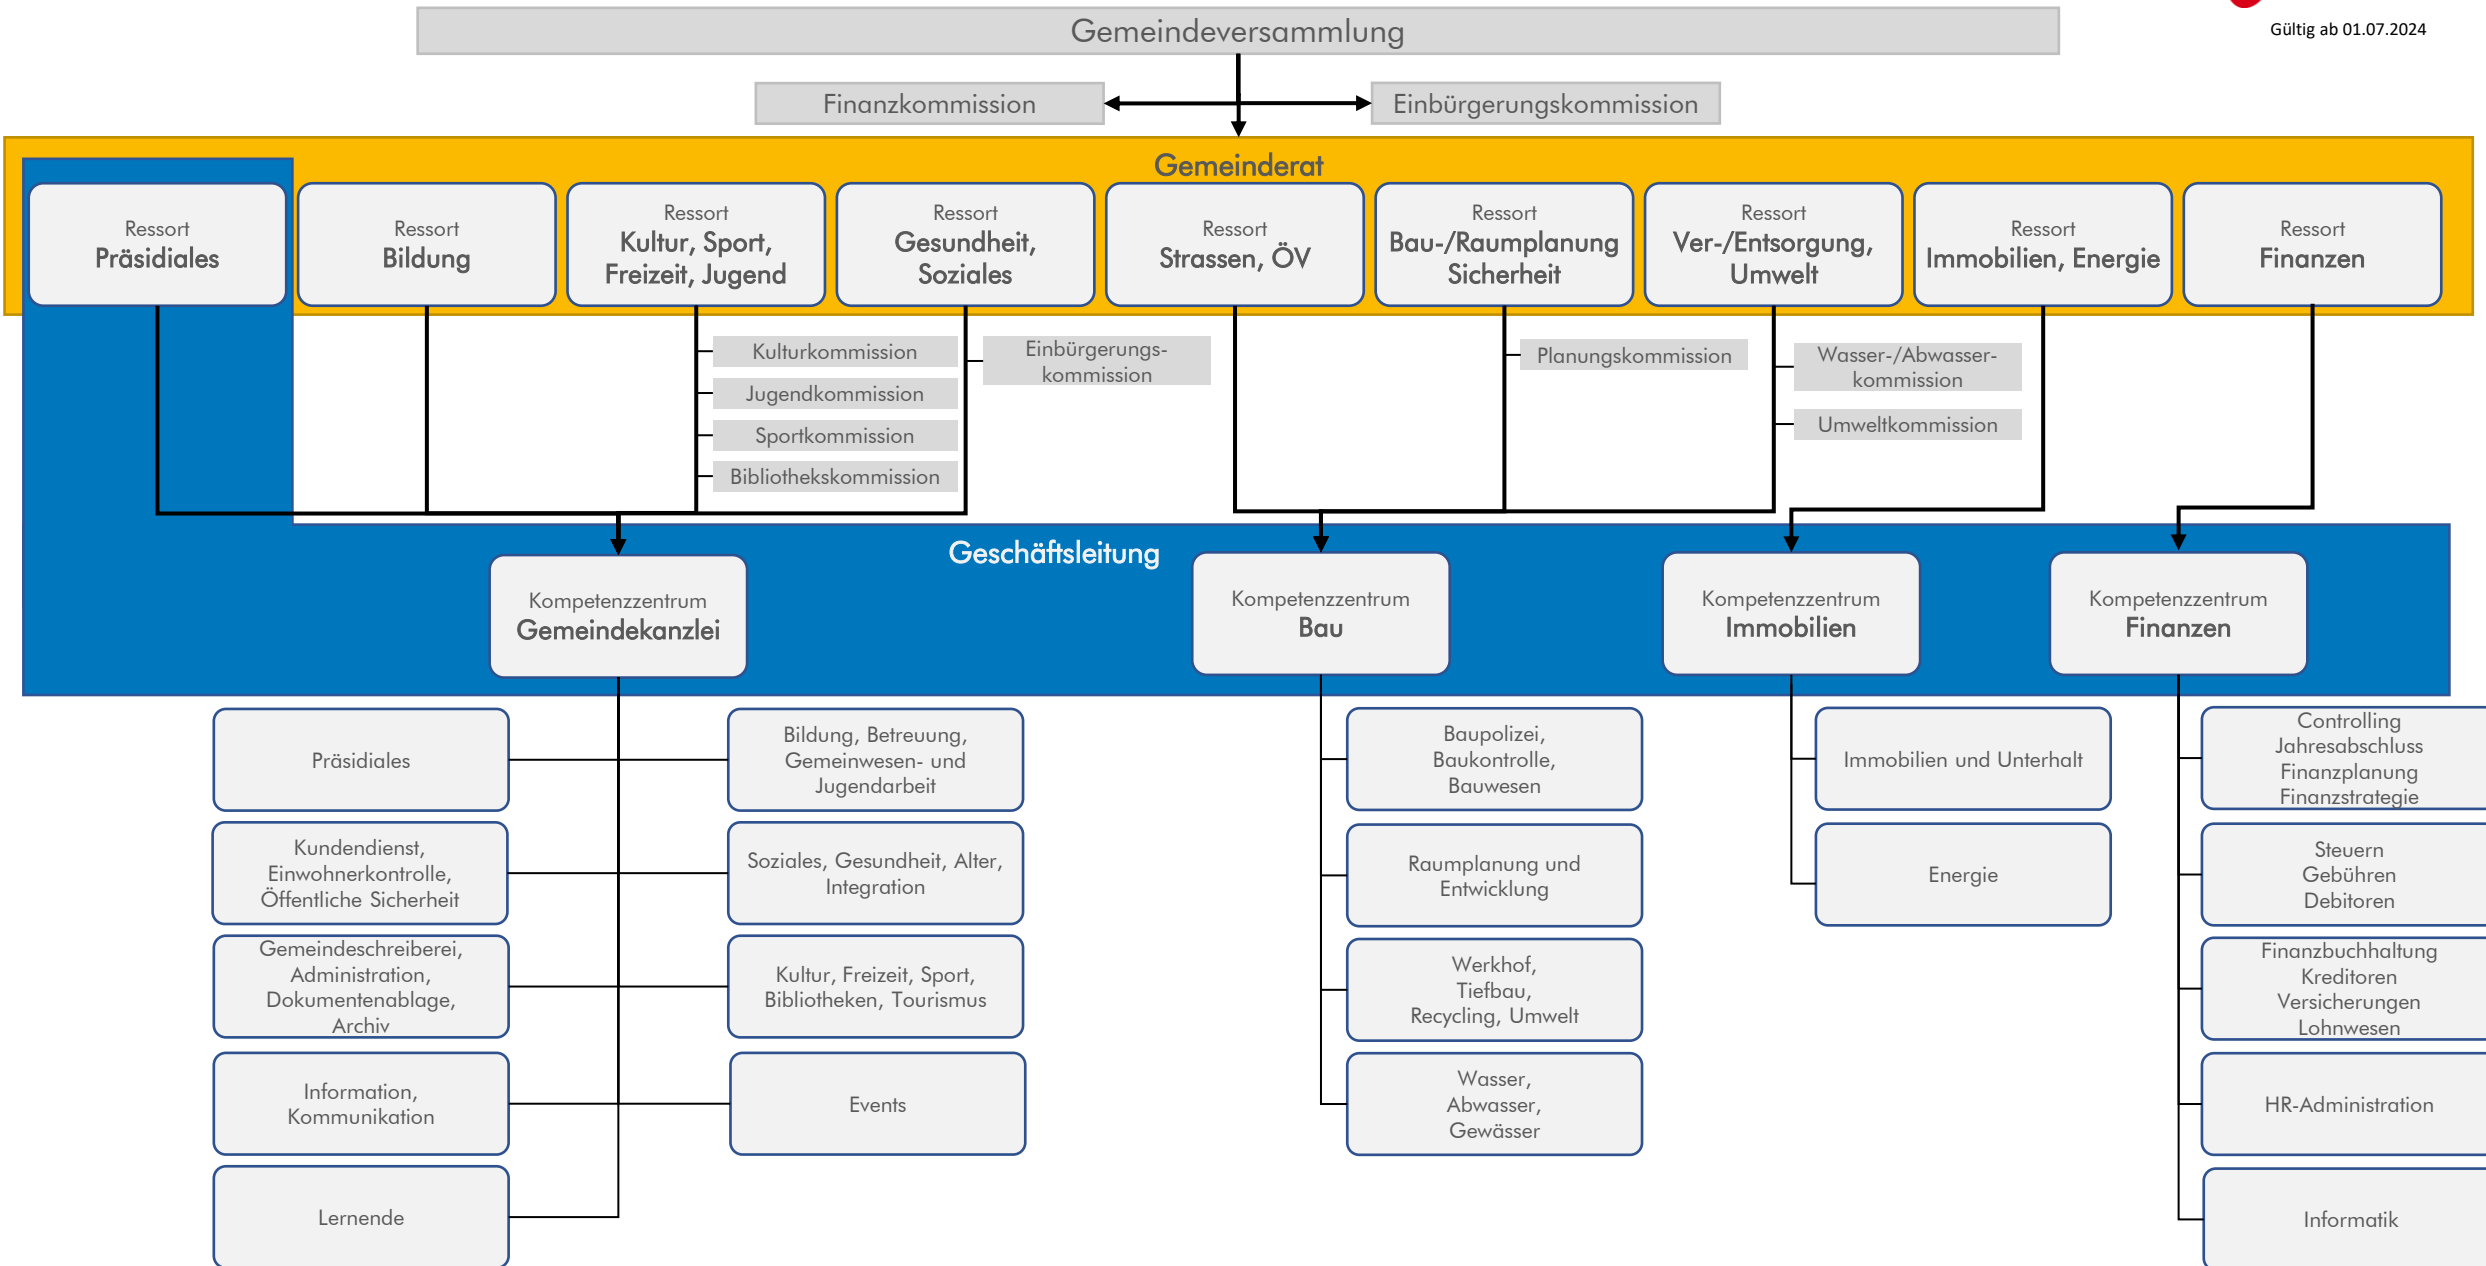 Gemeindeversammlung
Gültig ab 01.07.2024
Finanzkommission
Einbürgerungskommission
Gemeinderat
Ressort
Präsidiales
Ressort
Bildung
Ressort
Kultur, Sport,
Freizeit, Jugend
Ressort
Gesundheit,
Soziales
Ressort
Strassen, ÖV
Ressort
Bau-/Raumplanung
Sicherheit
Ressort
Ver-/Entsorgung,
Umwelt
Ressort
Immobilien, Energie
Ressort
Finanzen
Kulturkommission
Jugendkommission
Sportkommission
Bibliothekskommission
Einbürgerungs-
kommission
Planungskommission
Wasser-/Abwasser-
kommission
Umweltkommission
Geschäftsleitung
Kompetenzzentrum
Gemeindekanzlei
Kompetenzzentrum
Bau
Kompetenzzentrum
Immobilien
Kompetenzzentrum
Finanzen
Präsidiales
Kundendienst,
Einwohnerkontrolle,
Öffentliche Sicherheit
Gemeindeschreiberei,
Administration,
Dokumentenablage,
Archiv
Information,
Kommunikation
Lernende
Bildung, Betreuung,
Gemeinwesen- und
Jugendarbeit
Soziales, Gesundheit, Alter,
Integration
Kultur, Freizeit, Sport,
Bibliotheken, Tourismus
Events
Baupolizei,
Baukontrolle,
Bauwesen
Raumplanung und
Entwicklung
Werkhof,
Tiefbau,
Recycling, Umwelt
Wasser,
Abwasser,
Gewässer
Immobilien und Unterhalt
Energie
Controlling
Jahresabschluss
Finanzplanung
Finanzstrategie
Steuern
Gebühren
Debitoren
Finanzbuchhaltung
Kreditoren
Versicherungen
Lohnwesen
HR-Administration
Informatik